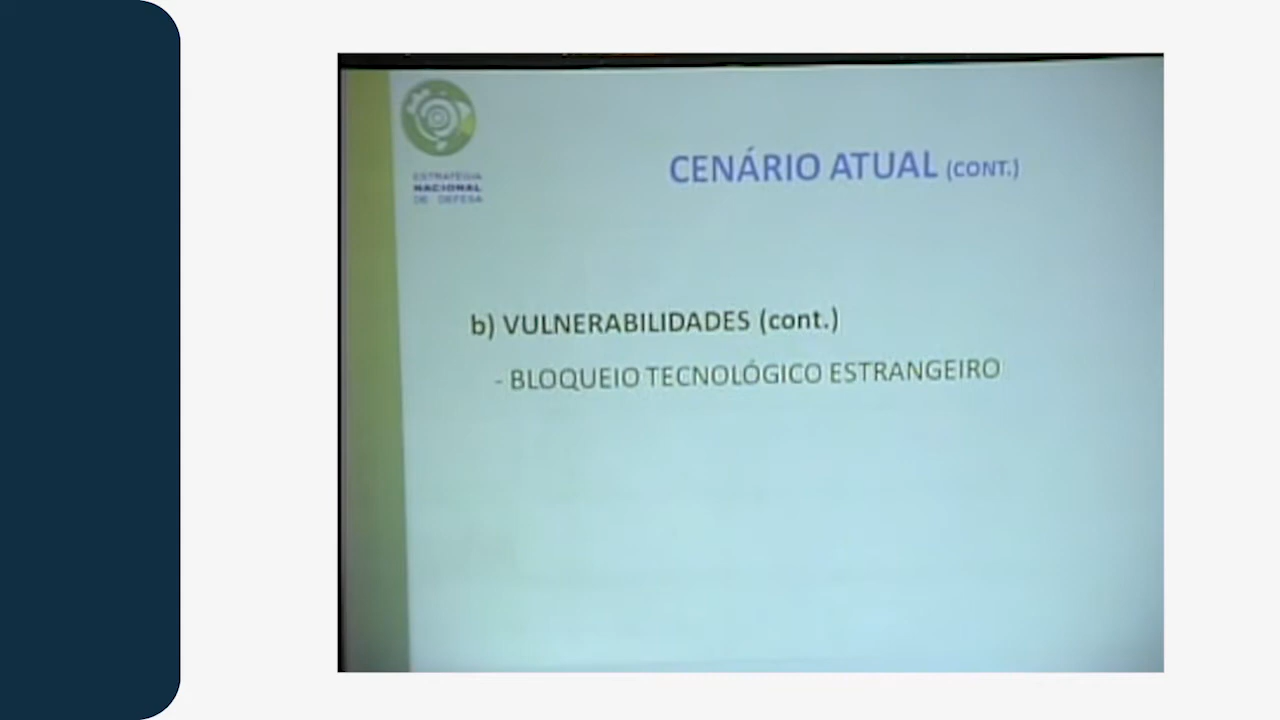 ESTRATÉGIA
NACIONAL
DE DEFESA
CENÁRIO ATUAL (CONT.)
b) VULNERABILIDADES (cont.)
- BLOQUEIO TECNOLÓGICO ESTRANGEIRO